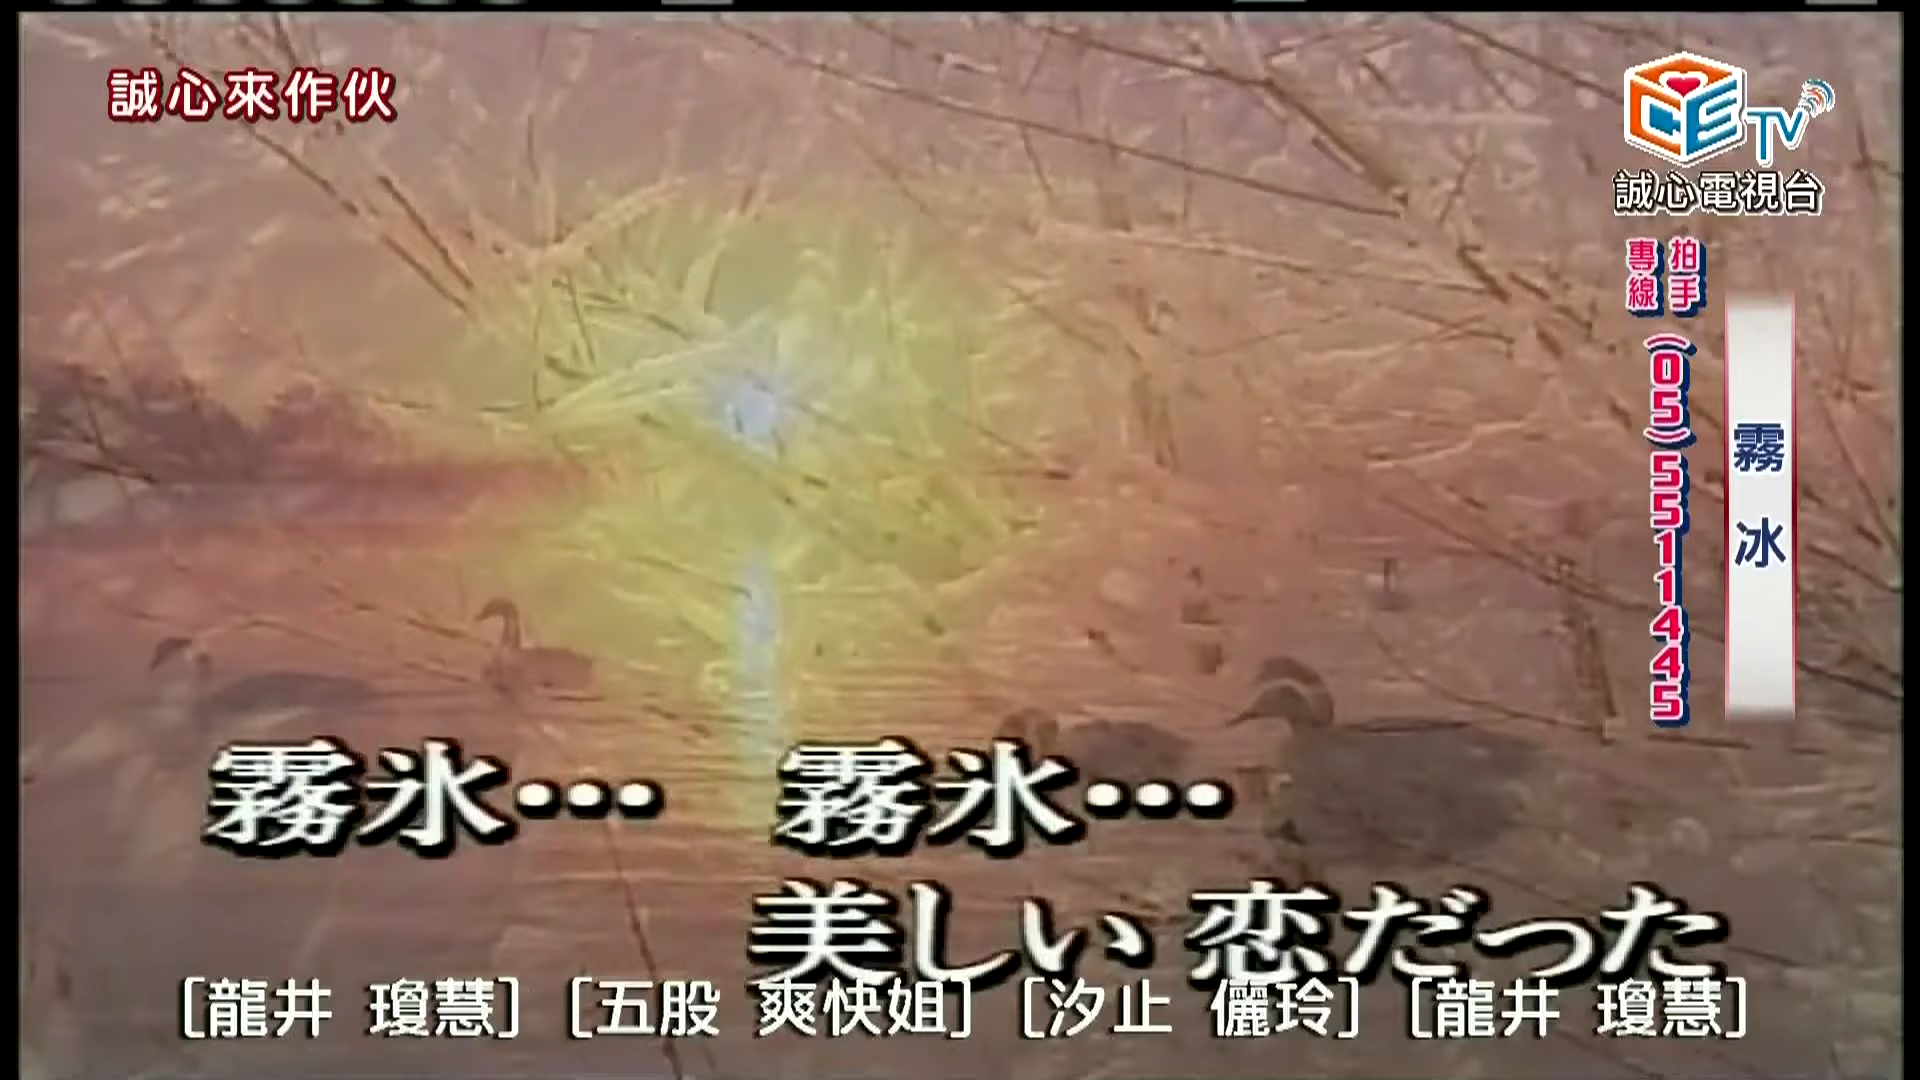 誠心來作伙
CETV
誠心電視台
拍手
專線
(05)5511445
霧冰
霧氷… 霧氷…
美しい 恋だった
[龍井 瓊慧] [五股 爽快姐] [汐止 儷玲] [龍井 瓊慧]